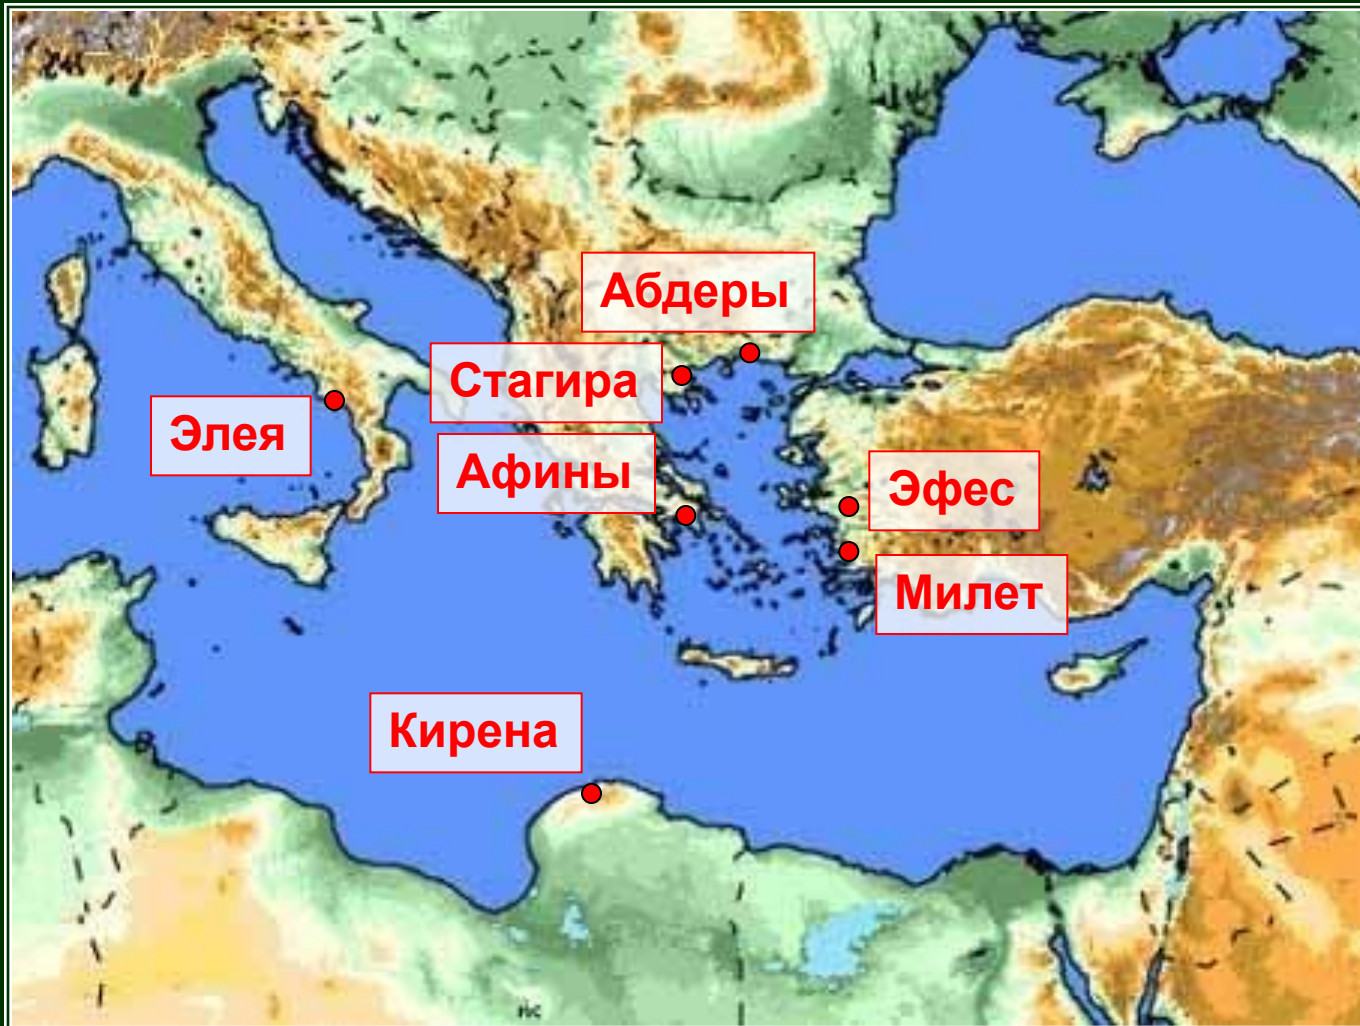 Абдеры
Стагира
Элея
Афины
Эфес
Милет
Кирена